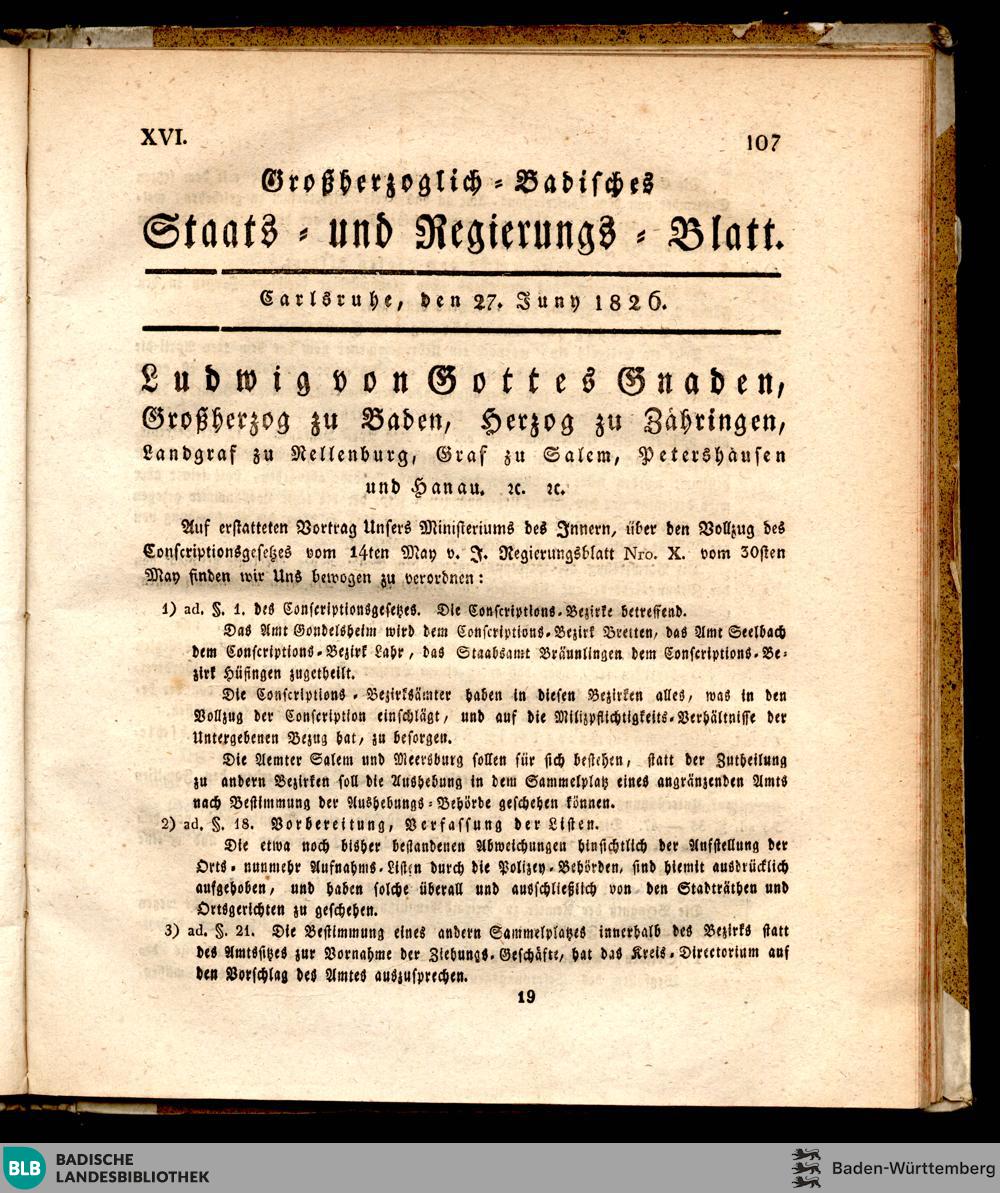 XVI.
107
Großherzoglich-Badisches
Staats- und Regierungs-Blatt.
Carlsruhe, den 27. Juny 1826.
Ludwig von Gottes Gnaden,
Großherzog zu Baden, Herzog zu Zähringen,
Landgraf zu Nellenburg, Graf zu Salem, Petershausen
und Hanau. ꝛc. ꝛc.
Auf erstatteten Vortrag Unsers Ministeriums des Innern, über den Vollzug des
Conscriptionsgesetzes vom 14ten May v. J. Regierungsblatt Nro. X. vom 30sten
May finden wir Uns bewogen zu verordnen:
1) ad. §. 1. des Conscriptionsgesetzes. Die Conscriptions-Bezirke betreffend.
Das Amt Gondelsheim wird dem Conscriptions-Bezirk Bretten, das Amt Seelbach
dem Conscriptions-Bezirk Lahr, das Staabsamt Bräunlingen dem Conscriptions-Be-
zirk Hüfingen zugetheilt.
Die Conscriptions-Bezirksämter haben in diesen Bezirken alles, was in den
Vollzug der Conscription einschlägt, und auf die Milizpflichtigkeits-Verhältnisse der
Untergebenen Bezug hat, zu besorgen.
Die Aemter Salem und Meersburg sollen für sich bestehen, statt der Zutheilung
zu andern Bezirken soll die Aushebung in dem Sammelplatz eines angränzenden Amts
nach Bestimmung der Aushebungs-Behörde geschehen können.
2) ad. §. 18. Vorbereitung, Verfassung der Listen.
Die etwa noch bisher bestandenen Abweichungen hinsichtlich der Aufstellung der
Orts- nunmehr Aufnahms-Listen durch die Polizey-Behörden, sind hiemit ausdrücklich
aufgehoben, und haben solche überall und ausschließlich von den Stadträthen und
Ortsgerichten zu geschehen.
3) ad. §. 21. Die Bestimmung eines andern Sammelplatzes innerhalb des Bezirks statt
des Amtssitzes zur Vornahme der Ziehungs-Geschäfte, hat das Kreis-Directorium auf
den Vorschlag des Amtes auszusprechen.
19
BLB BADISCHE
LANDESBIBLIOTHEK
Baden-Württemberg